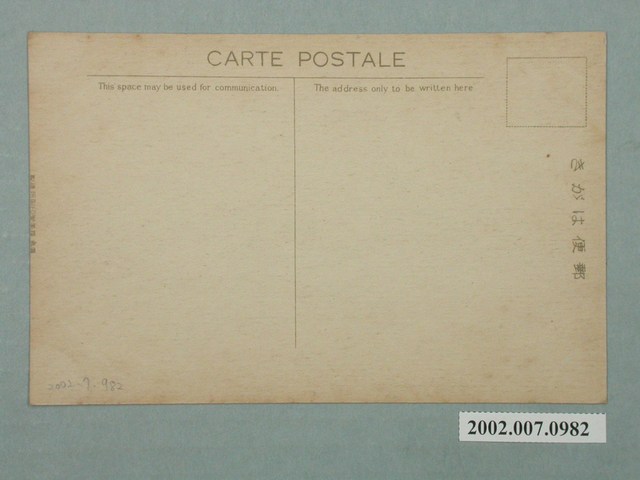 CARTE POSTALE
This space may be used for communication.
The address only to be written here
きがは便郵
2002.7.982
2002.007.0982